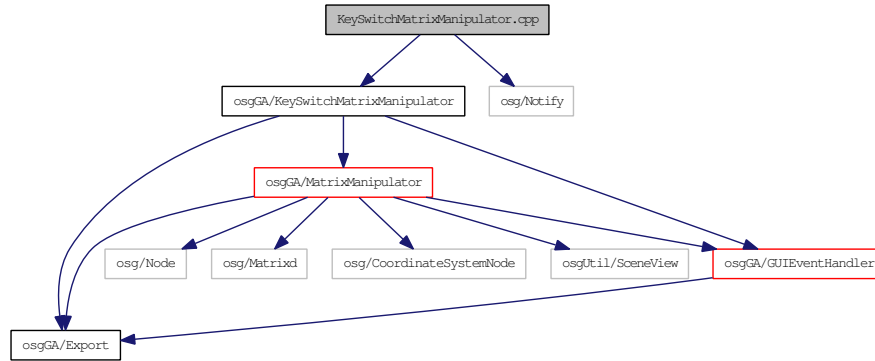 KeySwitchMatrixManipulator.cpp
osgGA/KeySwitchMatrixManipulator
osg/Notify
osgGA/MatrixManipulator
osg/Node
osg/Matrixd
osg/CoordinateSystemNode
osgUtil/SceneView
osgGA/GUIEventHandler
osgGA/Export